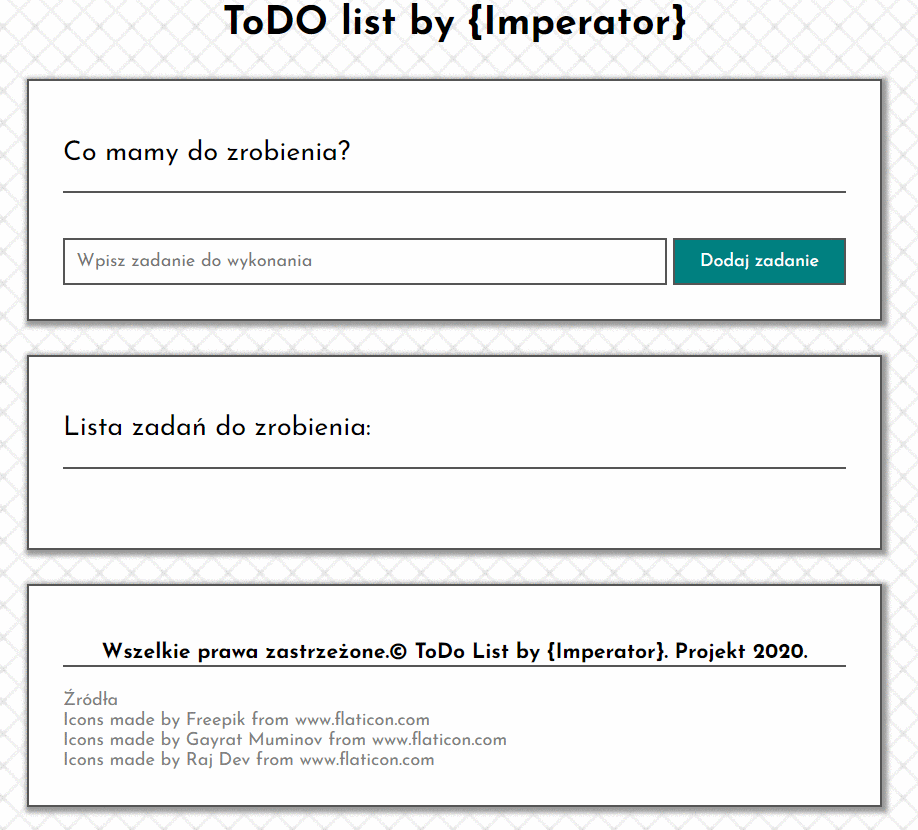 ToDO list by {Imperator}
Co mamy do zrobienia?
Wpisz zadanie do wykonania
Dodaj zadanie
Lista zadań do zrobienia:
Wszelkie prawa zastrzeżone.© ToDo List by {Imperator}. Projekt 2020.
Źródła
Icons made by Freepik from www.flaticon.com
Icons made by Gayrat Muminov from www.flaticon.com
Icons made by Raj Dev from www.flaticon.com